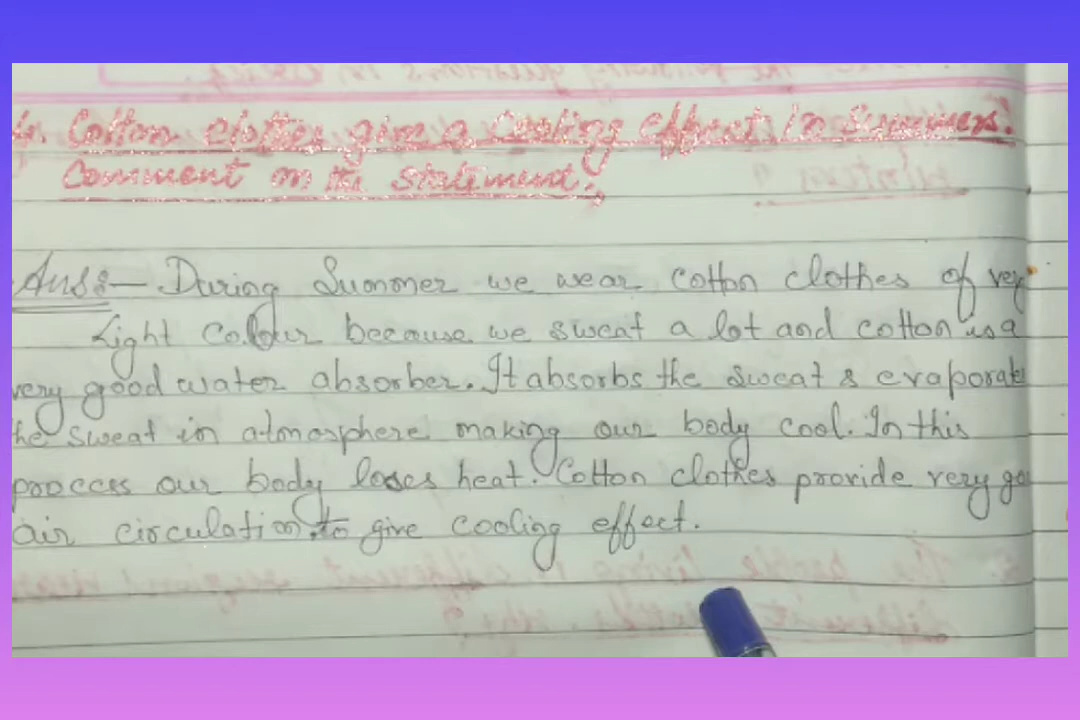 4. Cotton clothes give a Cooling effect in Summers.
Comment on the statement.
Ans:- During Summer we wear cotton clothes of very
Light Colour because we sweat a lot and cotton is a
very good water absorber. It absorbs the sweat & evaporate
the sweat in atmosphere making our body cool. In this
process our body loses heat. Cotton clothes provide very go
air circulation to give cooling effect.